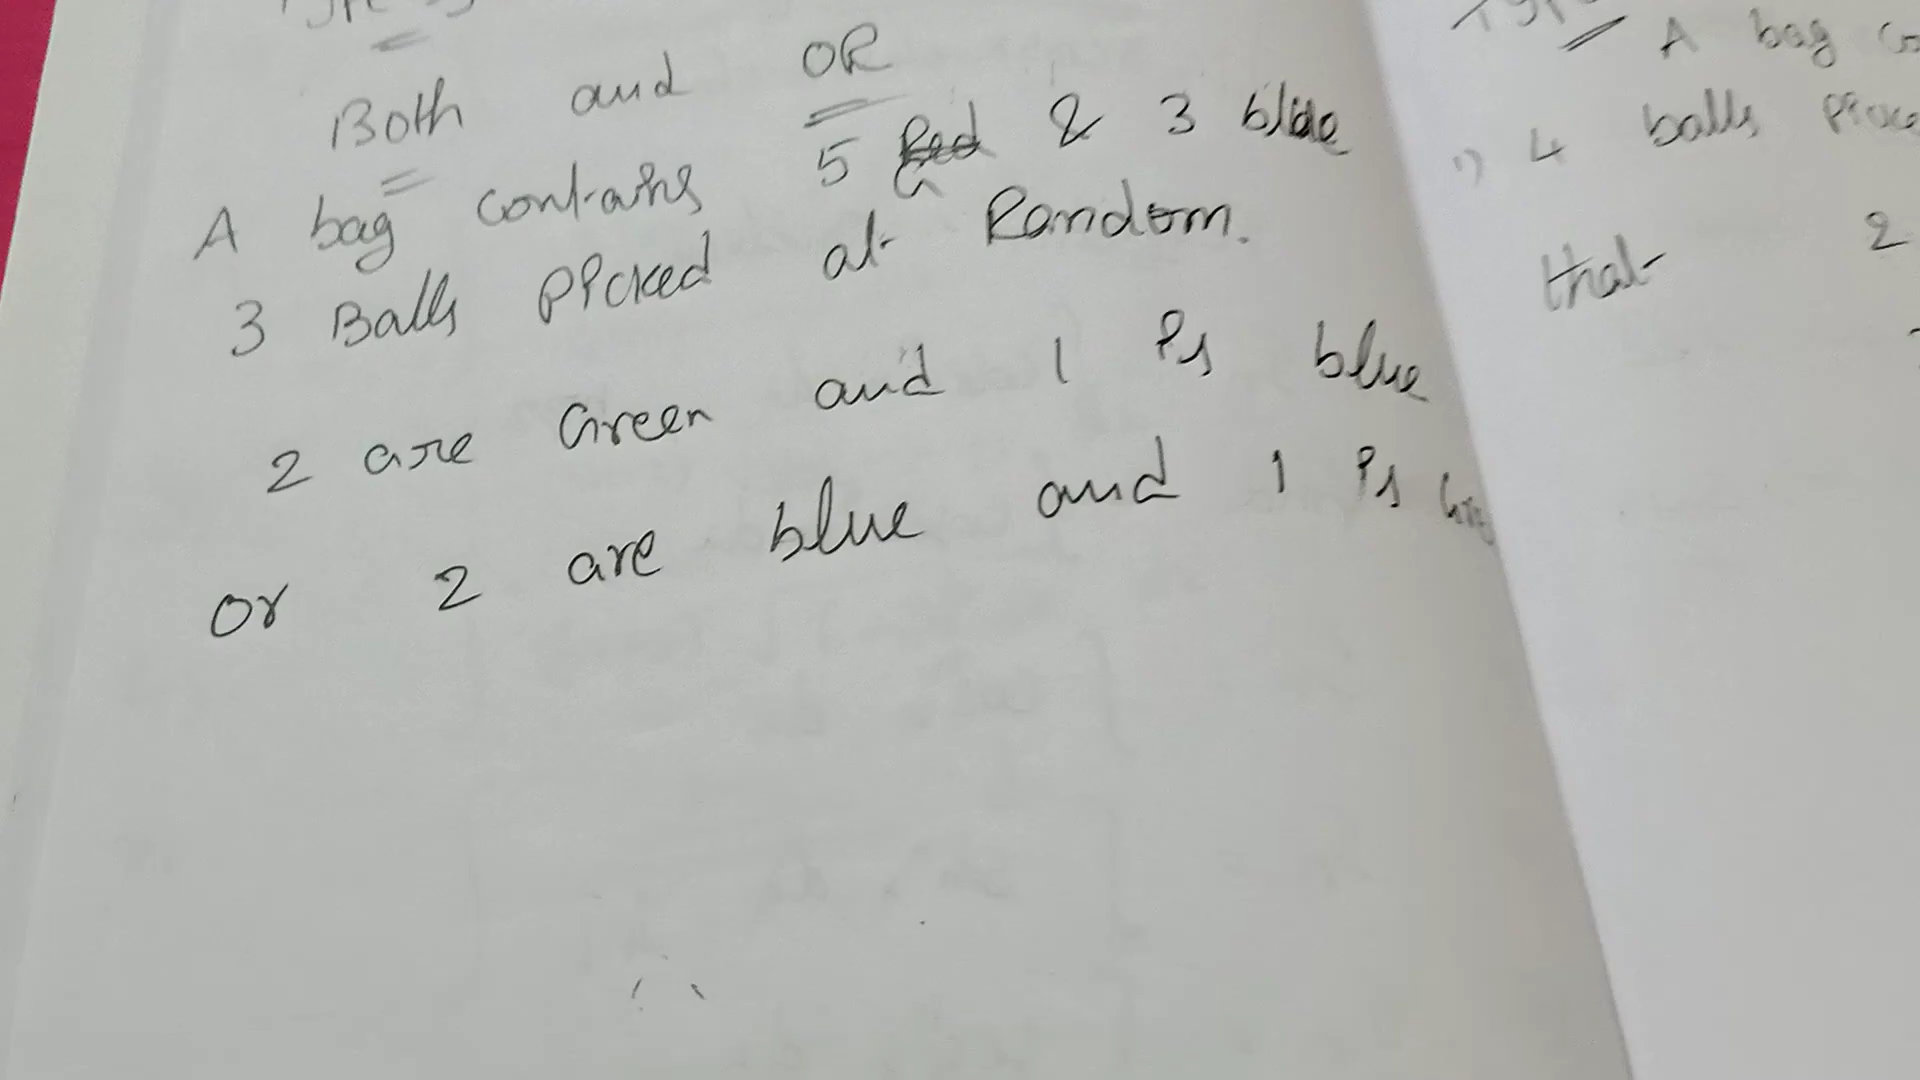 Both and OR
A bag contains 5 G & 3 blue
3 Balls Picked at Random.
2 are Green and 1 is blue
or 2 are blue and 1 is
A bag
1) 4 balls
that 2